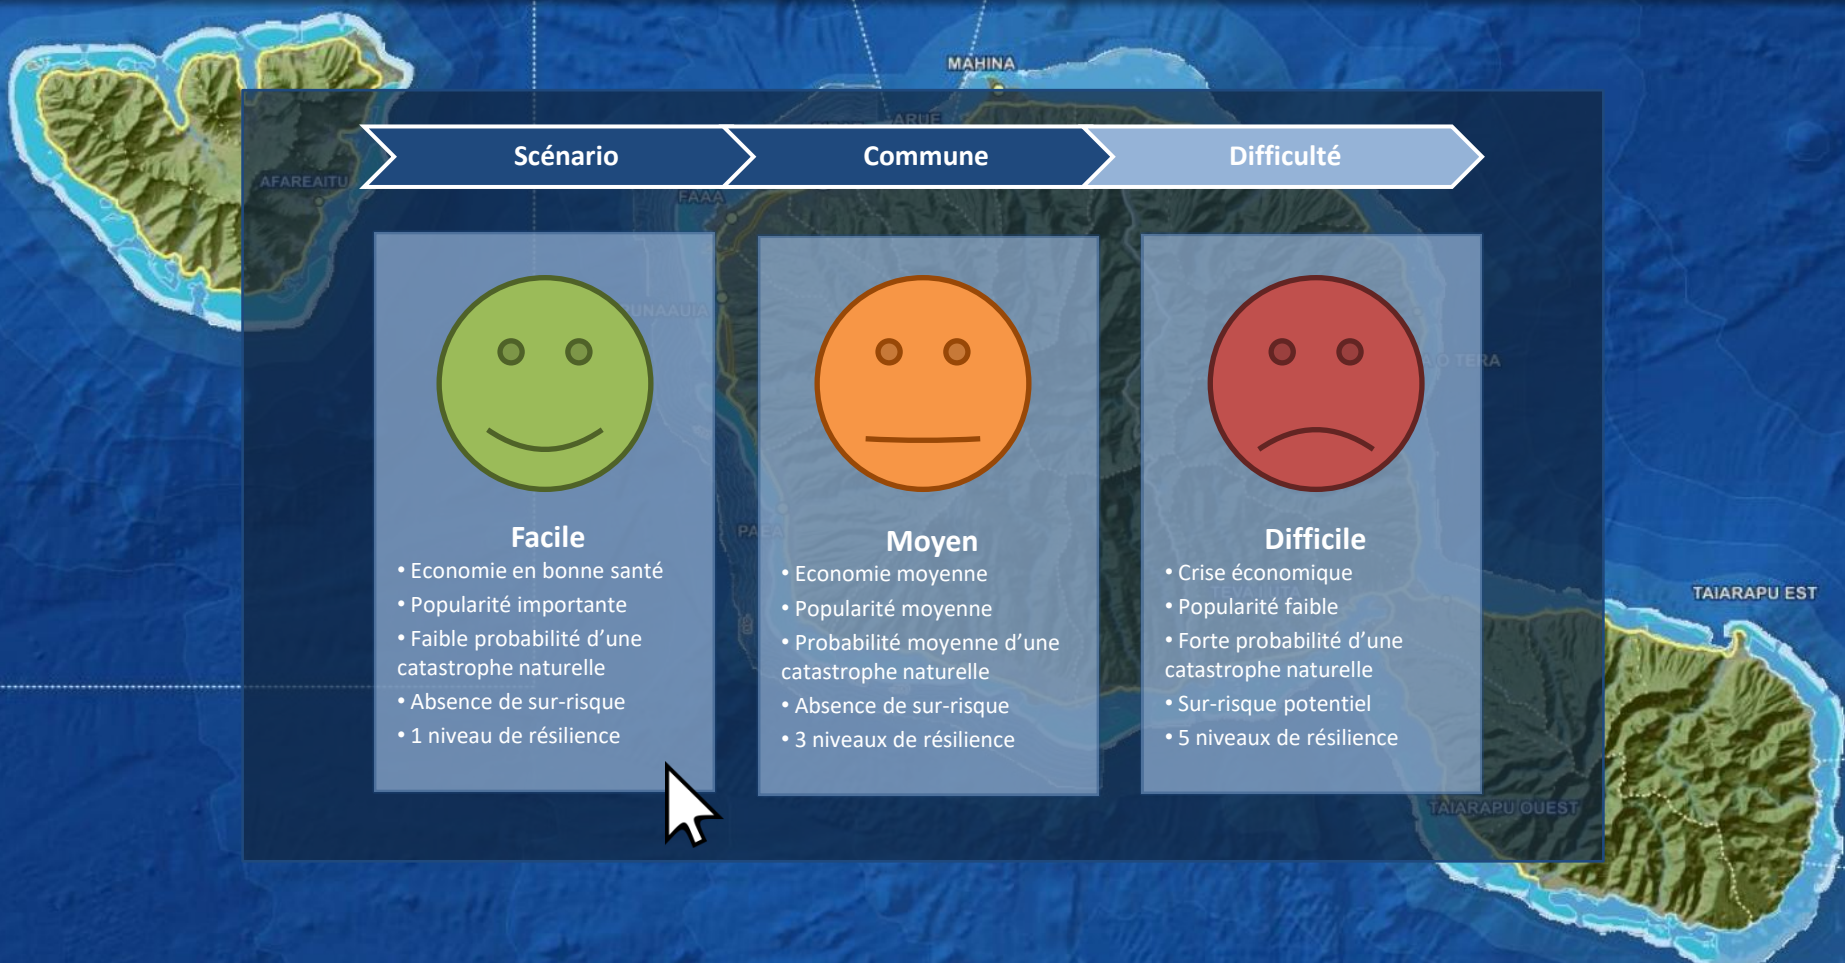 MAHINA
ARUE
Scénario
Commune
Difficulté
AFAREAITU
FAAA
Facile
• Economie en bonne santé
• Popularité importante
• Faible probabilité d’une
catastrophe naturelle
• Absence de sur-risque
• 1 niveau de résilience
Moyen
• Economie moyenne
• Popularité moyenne
• Probabilité moyenne d’une
catastrophe naturelle
• Absence de sur-risque
• 3 niveaux de résilience
Difficile
• Crise économique
• Popularité faible
• Forte probabilité d’une
catastrophe naturelle
• Sur-risque potentiel
• 5 niveaux de résilience
TAIARAPU EST
TAIARAPU OUEST